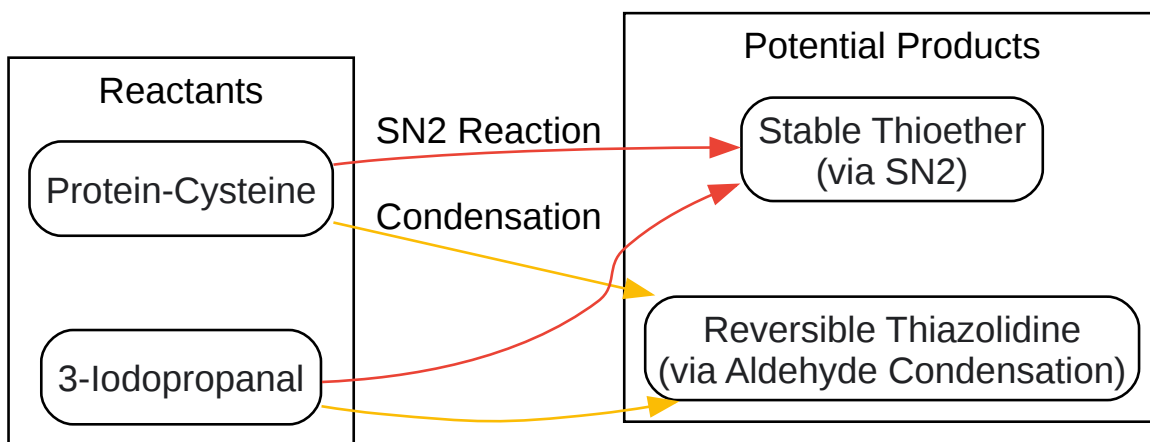 Reactants
Protein-Cysteine
3-Iodopropanal
SN2 Reaction
Condensation
Potential Products
Stable Thioether
(via SN2)
Reversible Thiazolidine
(via Aldehyde Condensation)